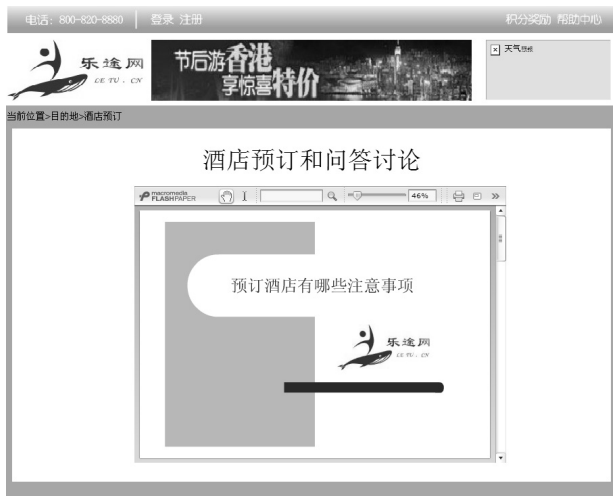 电话：800-820-8880 登录 注册 积分奖励 帮助中心
乐途网
LE TU . CN
节后游香港
享惊喜特价
天气预报
当前位置>目的地>酒店预订
酒店预订和问答讨论
macromedia
FLASHPAPER
46%
预订酒店有哪些注意事项
乐途网
LE TU . CN